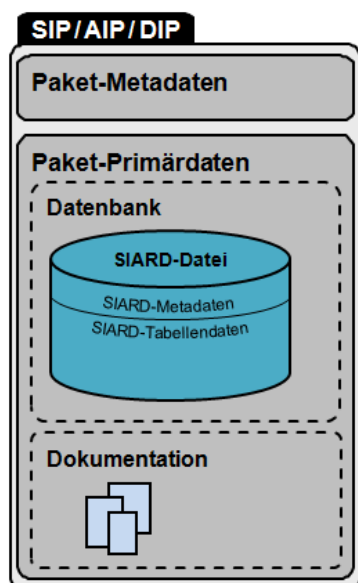 SIP/AIP/DIP
Paket-Metadaten
Paket-Primärdaten
Datenbank
SIARD-Datei
SIARD-Metadaten
SIARD-Tabellendaten
Dokumentation